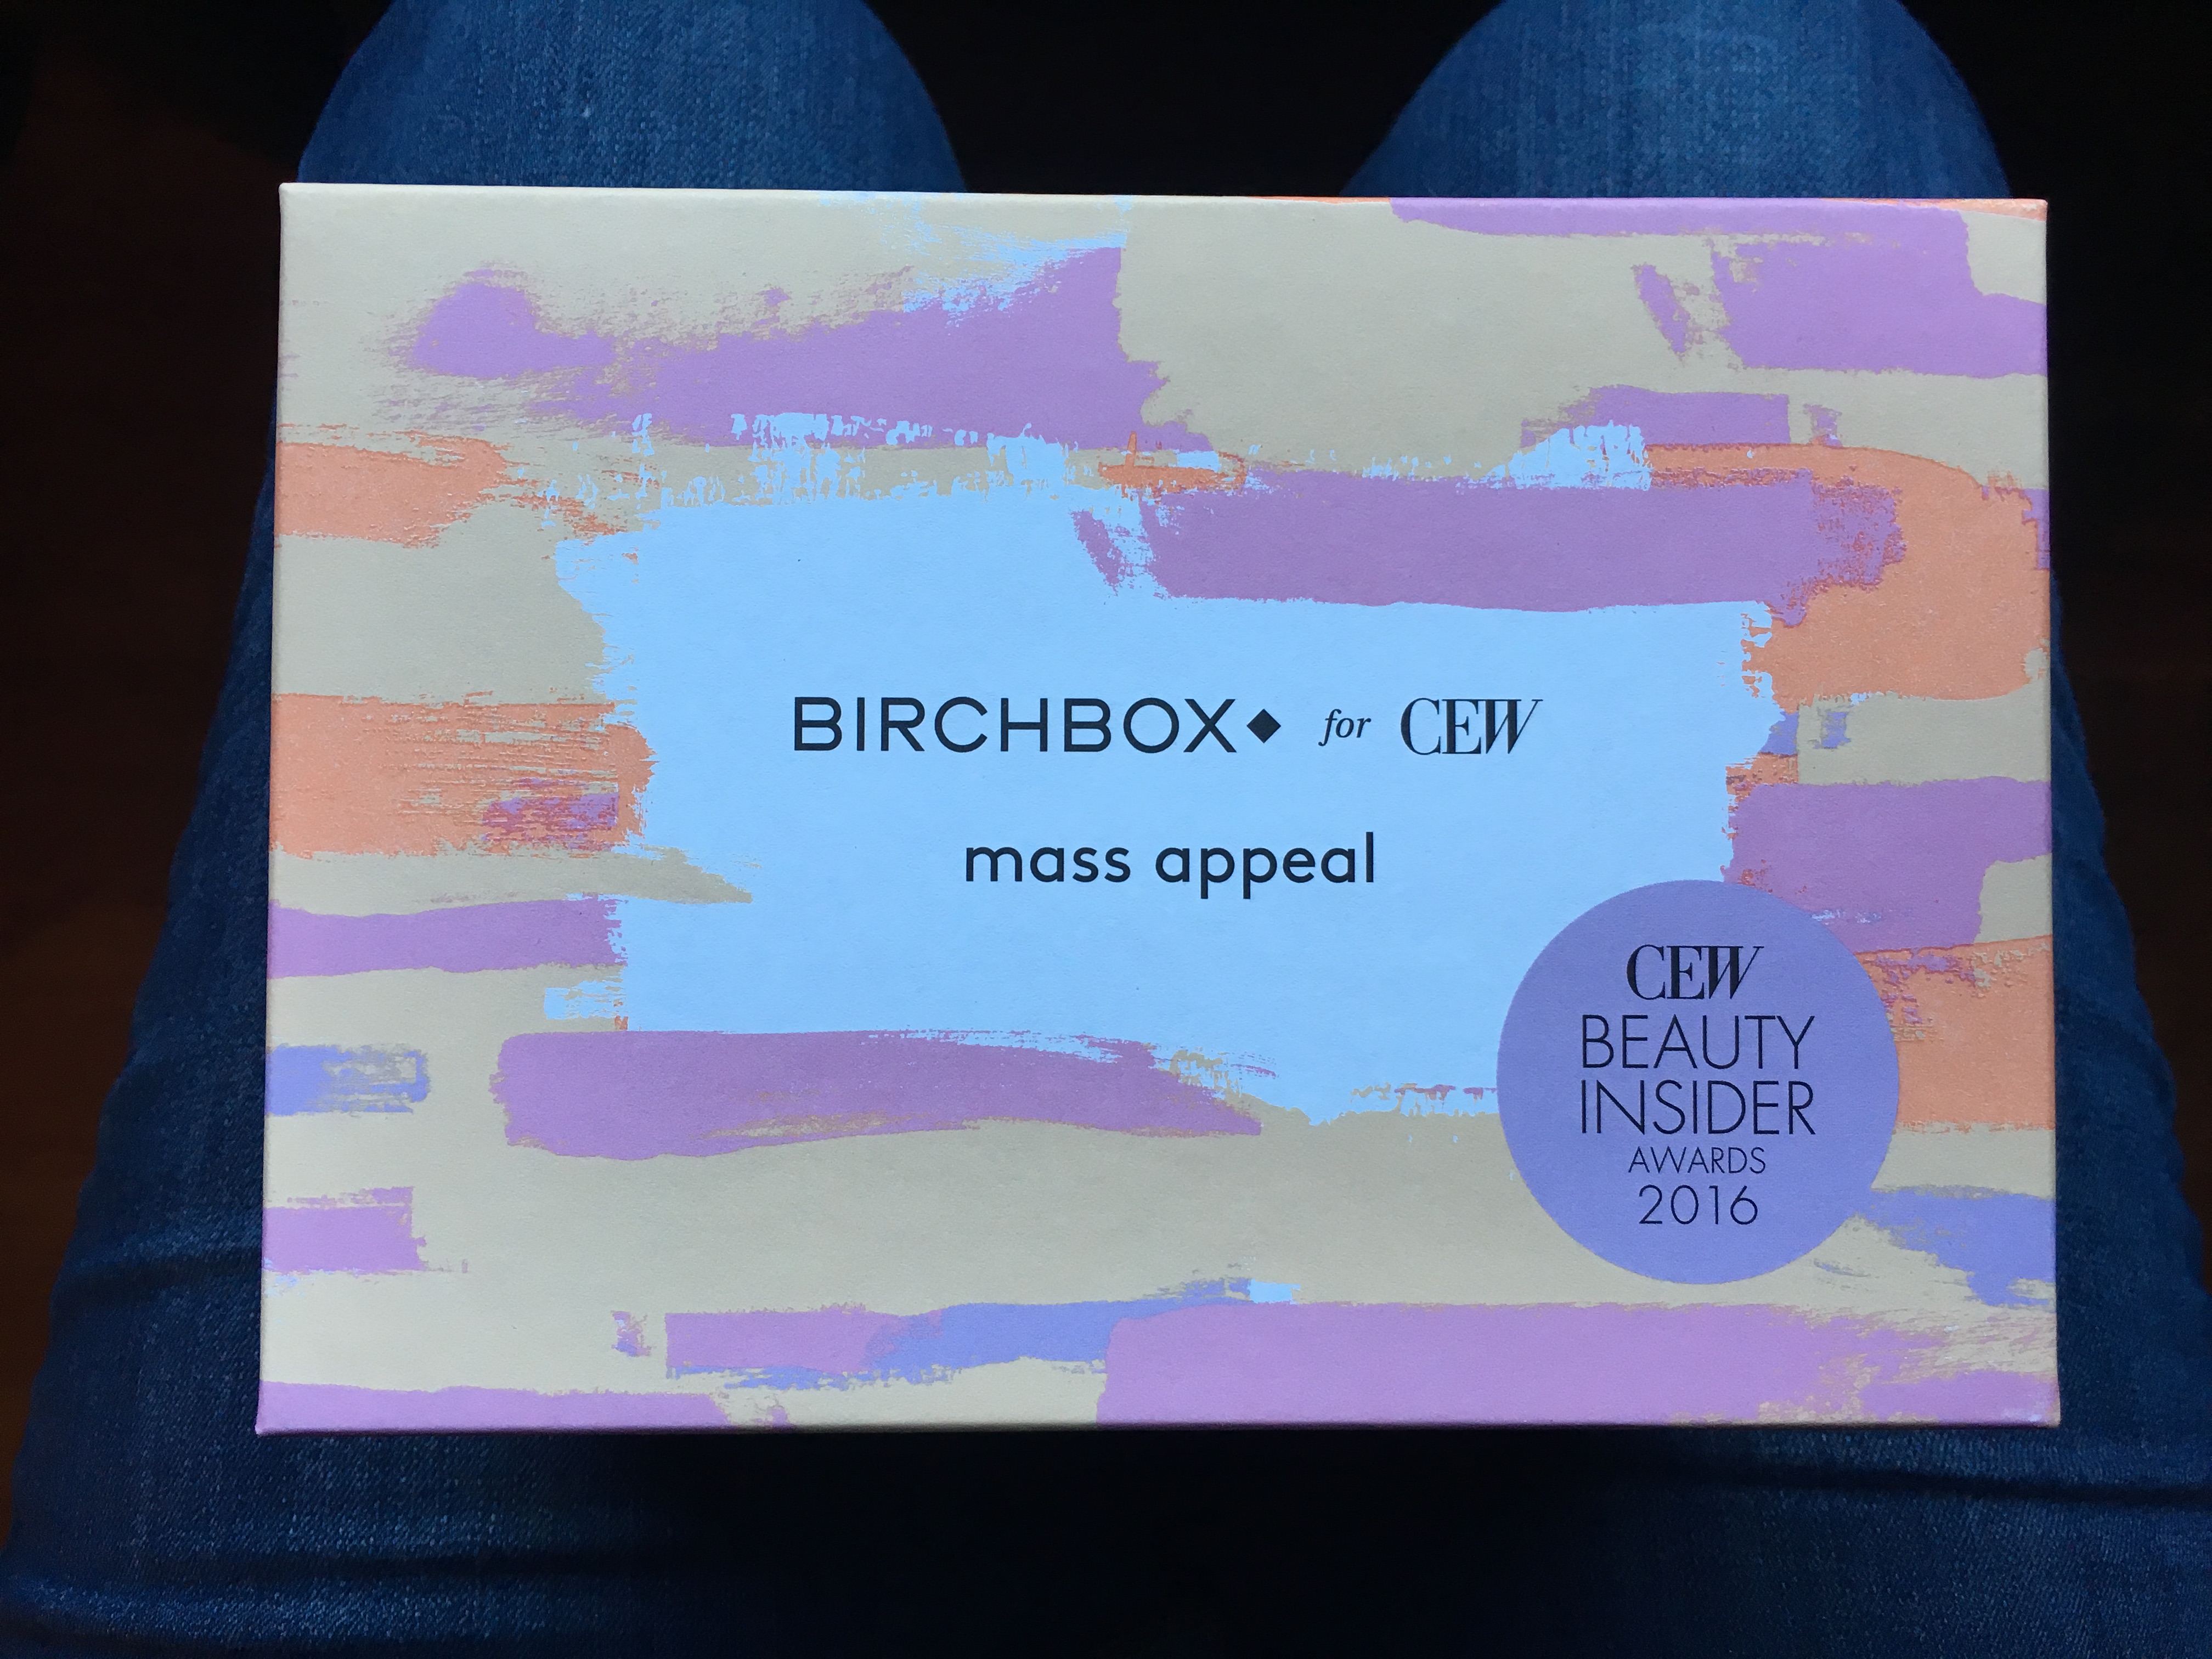 BIRCHBOX◆ for CEW
mass appeal
CEW
BEAUTY
INSIDER
AWARDS
2016